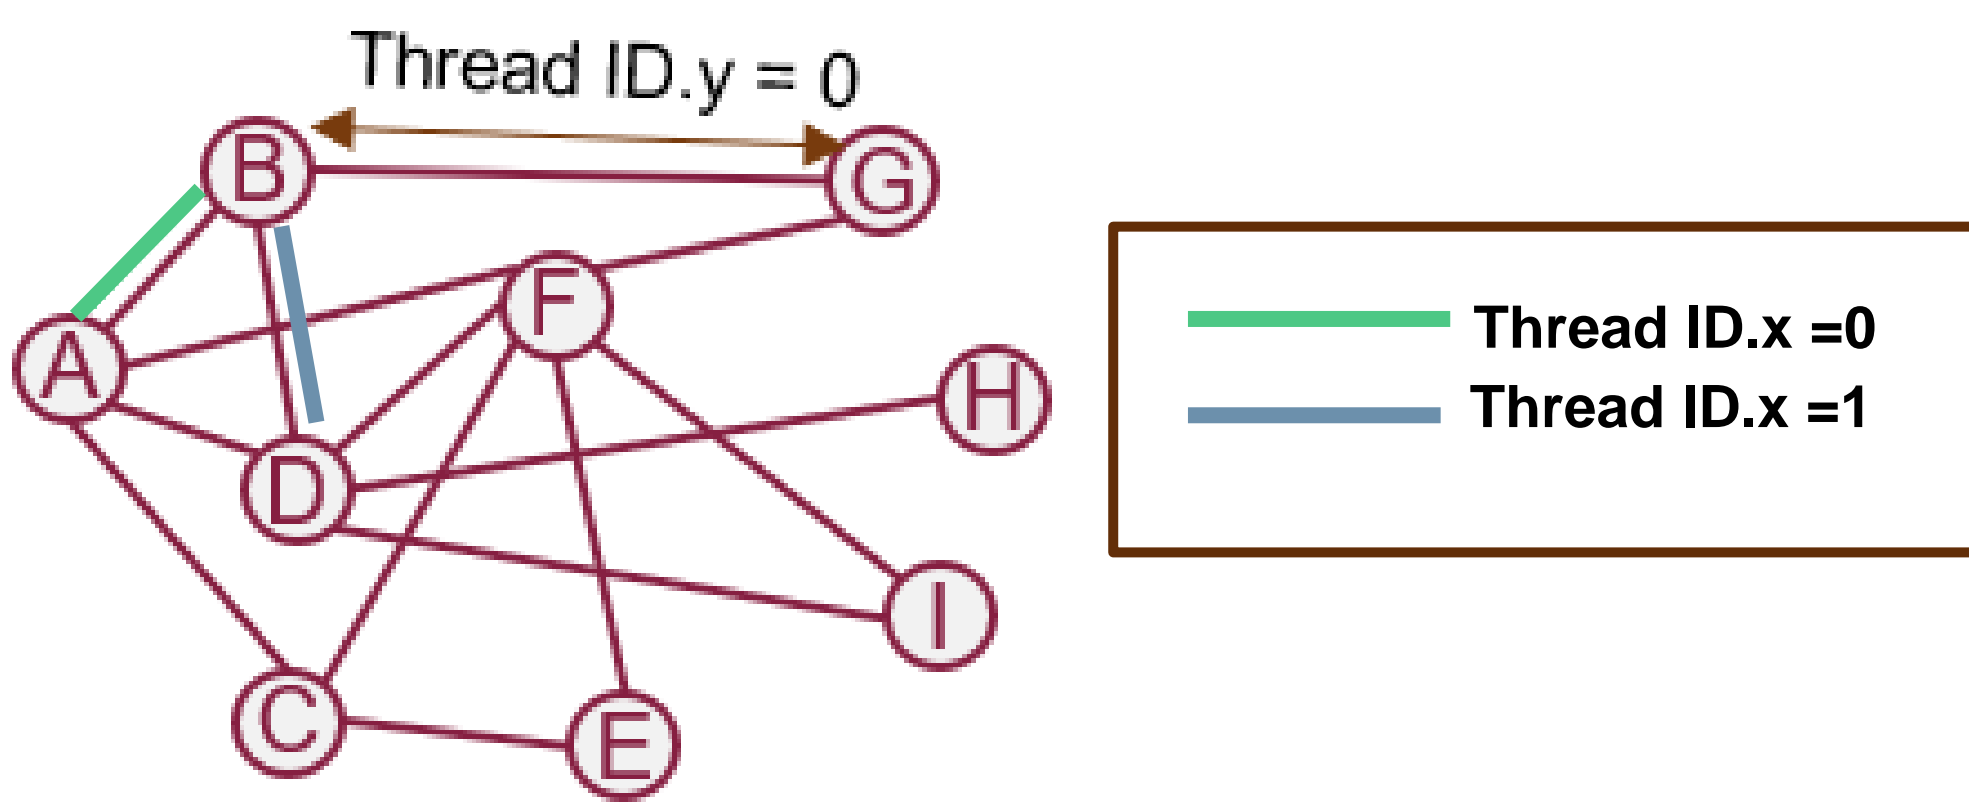 Thread ID.y = 0
B
G
F
A
H
D
I
C
E
Thread ID.x =0
Thread ID.x =1